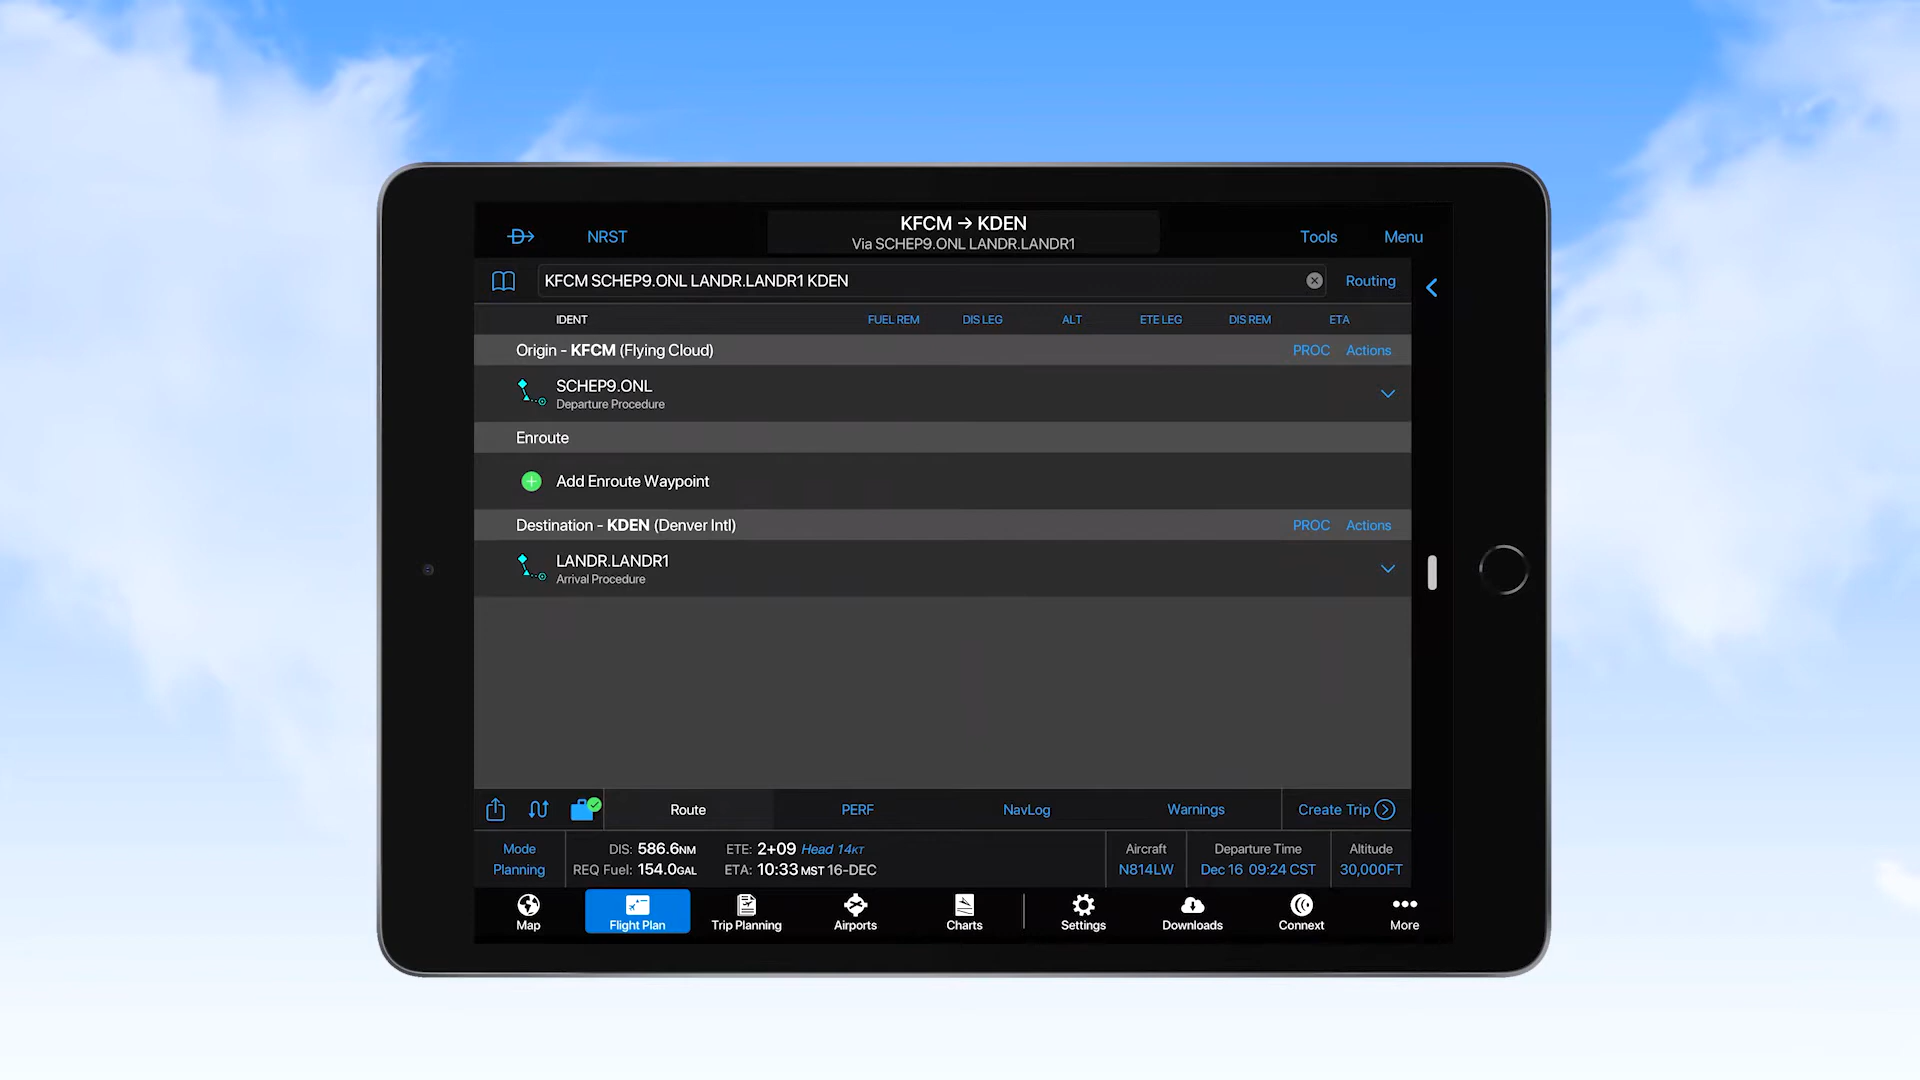 NRST
KFCM → KDEN
Via SCHEP9.ONL LANDR.LANDR1
Tools
Menu
KFCM SCHEP9.ONL LANDR.LANDR1 KDEN
Routing
IDENT FUEL REM DIS LEG ALT ETE LEG DIS REM ETA
Origin - KFCM (Flying Cloud) PROC Actions
SCHEP9.ONL
Departure Procedure
Enroute
Add Enroute Waypoint
Destination - KDEN (Denver Intl) PROC Actions
LANDR.LANDR1
Arrival Procedure
Route PERF NavLog Warnings Create Trip
Mode
Planning
DIS: 586.6NM ETE: 2+09 Head 14KT
REQ Fuel: 154.0GAL ETA: 10:33 MST 16-DEC
Aircraft
N814LW
Departure Time
Dec 16 09:24 CST
Altitude
30,000FT
Map Flight Plan Trip Planning Airports Charts Settings Downloads Connext More